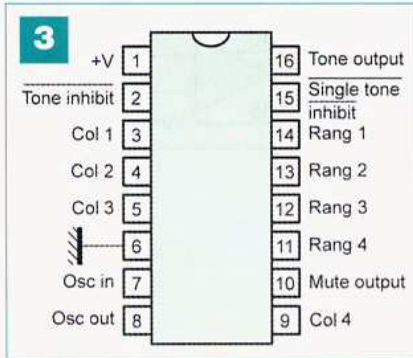 3
+V 1
Tone inhibit 2
Col 1 3
Col 2 4
Col 3 5
6
Osc in 7
Osc out 8
16 Tone output
15 Single tone
inhibit
14 Rang 1
13 Rang 2
12 Rang 3
11 Rang 4
10 Mute output
9 Col 4